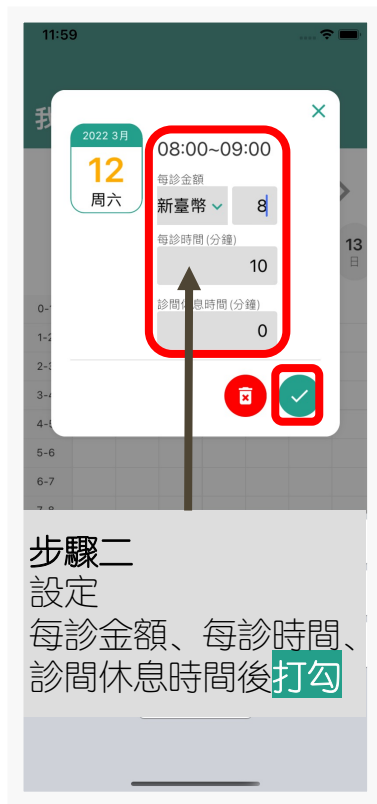 11:59
我
2022 3月
12
周六
08:00~09:00
每診金額
新臺幣 8
每診時間 (分鐘)
10
診間休息時間 (分鐘)
0
13
日
0-1
1-2
2-3
3-4
4-5
5-6
6-7
7-8
步驟二
設定
每診金額、每診時間、
診間休息時間後打勾